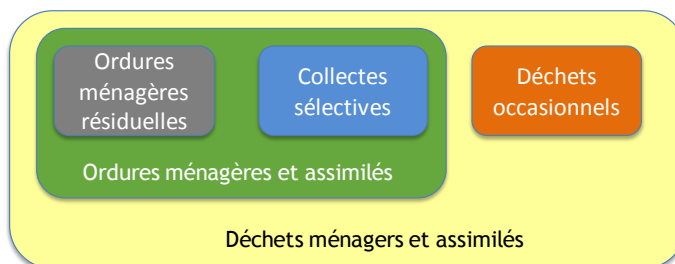 Ordures
ménagères
résiduelles
Collectes
sélectives
Déchets
occasionnels
Ordures ménagères et assimilés
Déchets ménagers et assimilés